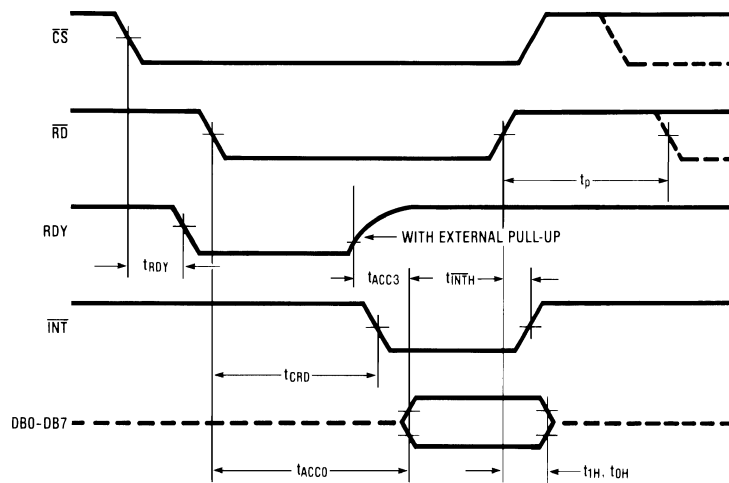 CS
RD
tp
RDY
WITH EXTERNAL PULL-UP
tRDY
tACC3
tINTH
INT
tCRD
DB0-DB7
tACC0
t1H, t0H